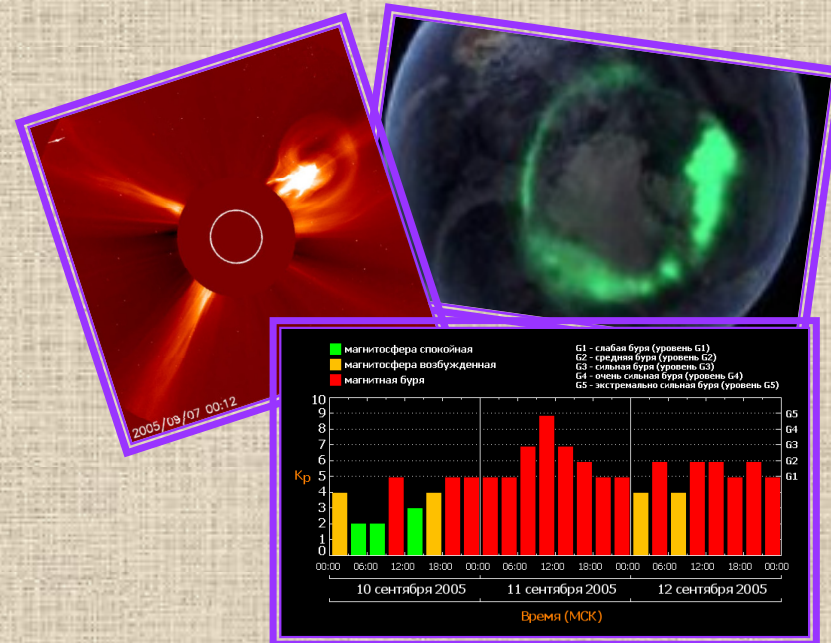 2005/09/07 00:12
магнитосфера спокойная
магнитосфера возбужденная
магнитная буря
G1 - слабая буря (уровень G1)
G2 - средняя буря (уровень G2)
G3 - сильная буря (уровень G3)
G4 - очень сильная буря (уровень G4)
G5 - экстремально сильная буря (уровень G5)
10
9
8
7
6
5
4
3
2
1
0
Kp
G5
G4
G3
G2
G1
00:00 06:00 12:00 18:00 00:00 06:00 12:00 18:00 00:00 06:00 12:00 18:00 00:00
10 сентября 2005 11 сентября 2005 12 сентября 2005
Время (МСК)